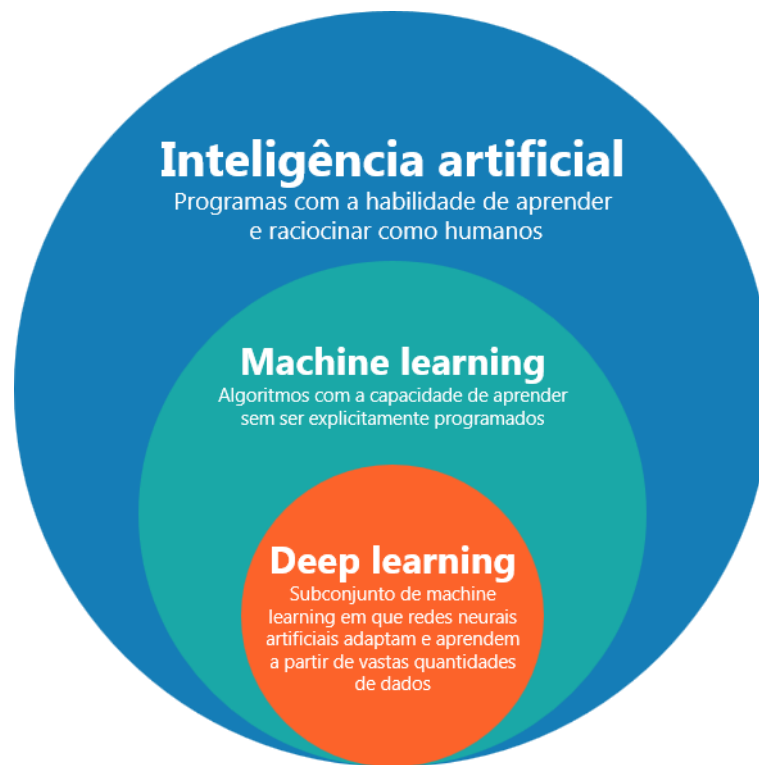 Inteligência artificial
Programas com a habilidade de aprender
e raciocinar como humanos
Machine learning
Algoritmos com a capacidade de aprender
sem ser explicitamente programados
Deep learning
Subconjunto de machine
learning em que redes neurais
artificiais adaptam e aprendem
a partir de vastas quantidades
de dados